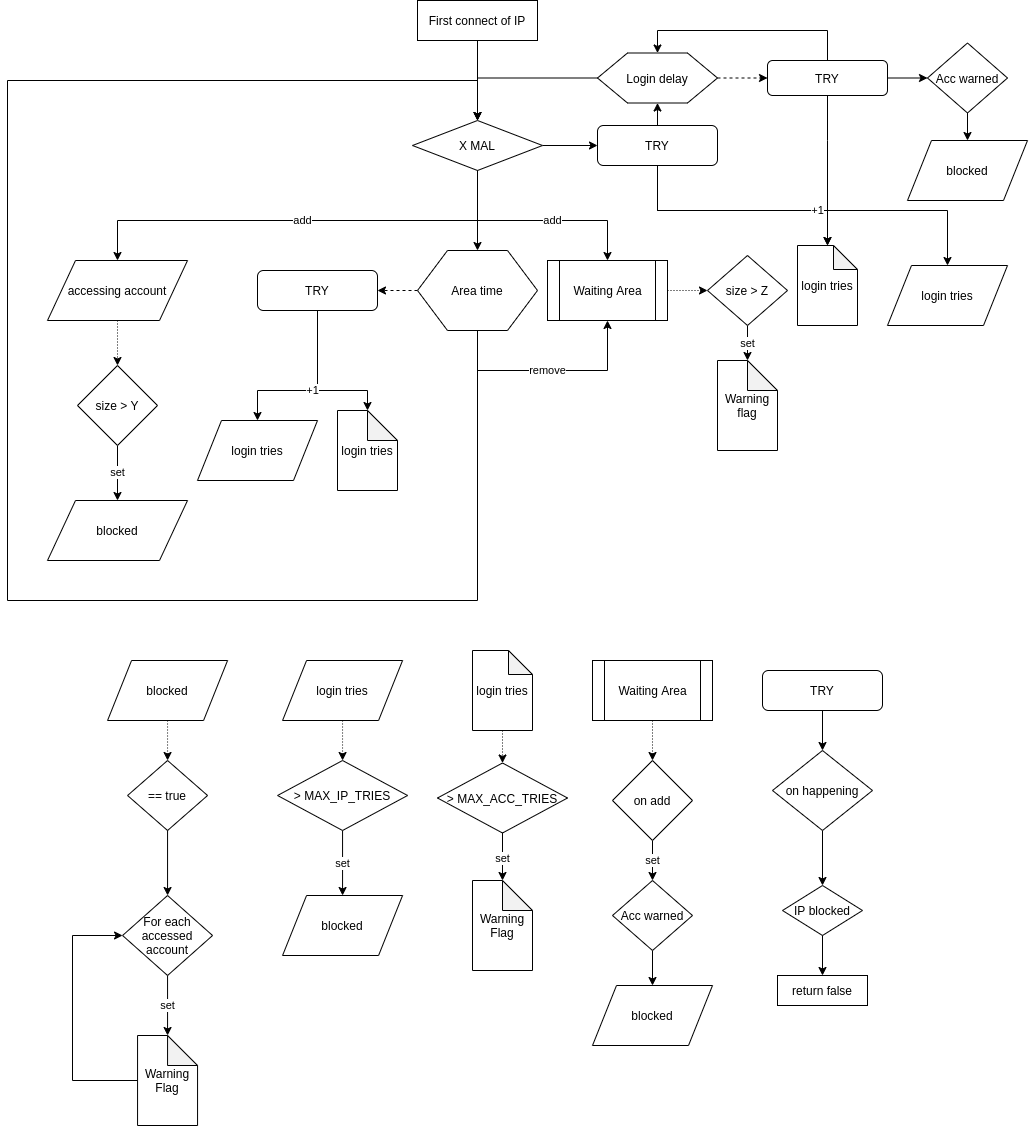 First connect of IP
Login delay
TRY
Acc warned
X MAL
TRY
blocked
add
add
+1
accessing account
TRY
Area time
Waiting Area
size > Z
login tries
login tries
set
remove
+1
Warning
flag
size > Y
login tries
login tries
set
blocked
blocked
login tries
login tries
Waiting Area
TRY
== true
> MAX_IP_TRIES
> MAX_ACC_TRIES
on add
on happening
set
set
set
For each
accessed
account
blocked
Warning
Flag
Acc warned
IP blocked
set
blocked
return false
Warning
Flag